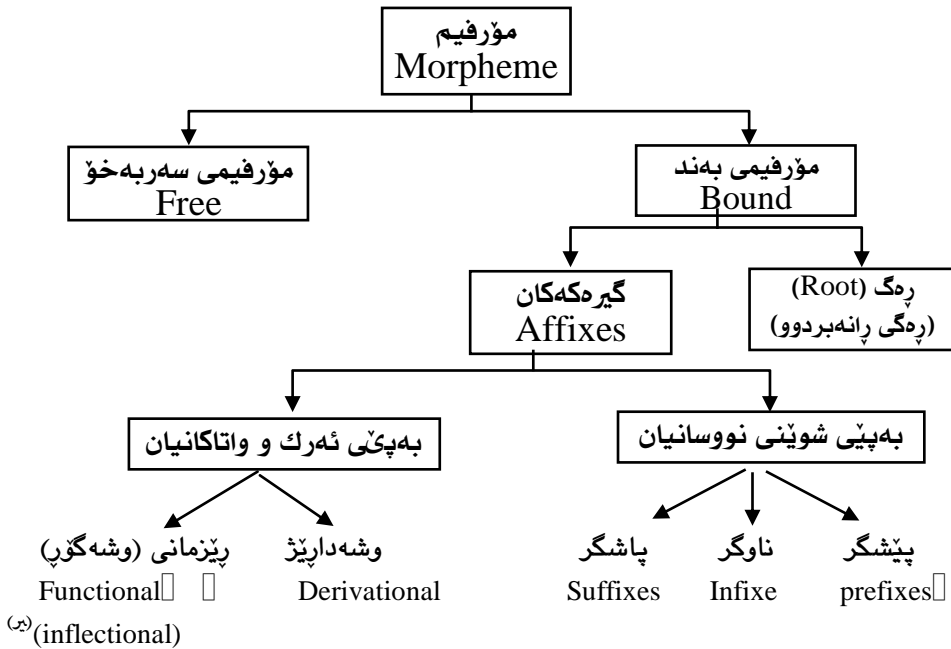 مۆرفیم
Morpheme
مۆرفیمی بەند
Bound
مۆرفیمی سەربەخۆ
Free
ڕەگ (Root)
(ڕەگی ڕانەبردوو)
گیرەکەکان
Affixes
بەپێی شوێنی نووسانیان
بەپێی ئەرك و واتاکانیان
پێشگر
prefixes
ناوگر
Infixe
پاشگر
Suffixes
وشەداڕێژ
Derivational
ڕێزمانی (وشەگۆڕ)
Functional
(inflectional)